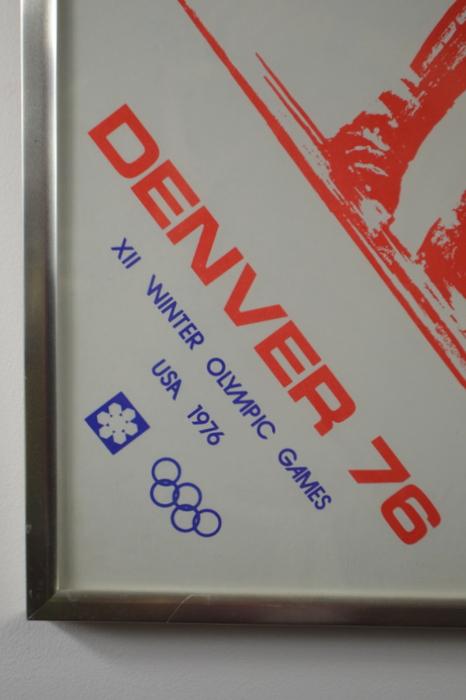 DENVER 76
XII WINTER OLYMPIC GAMES
USA 1976